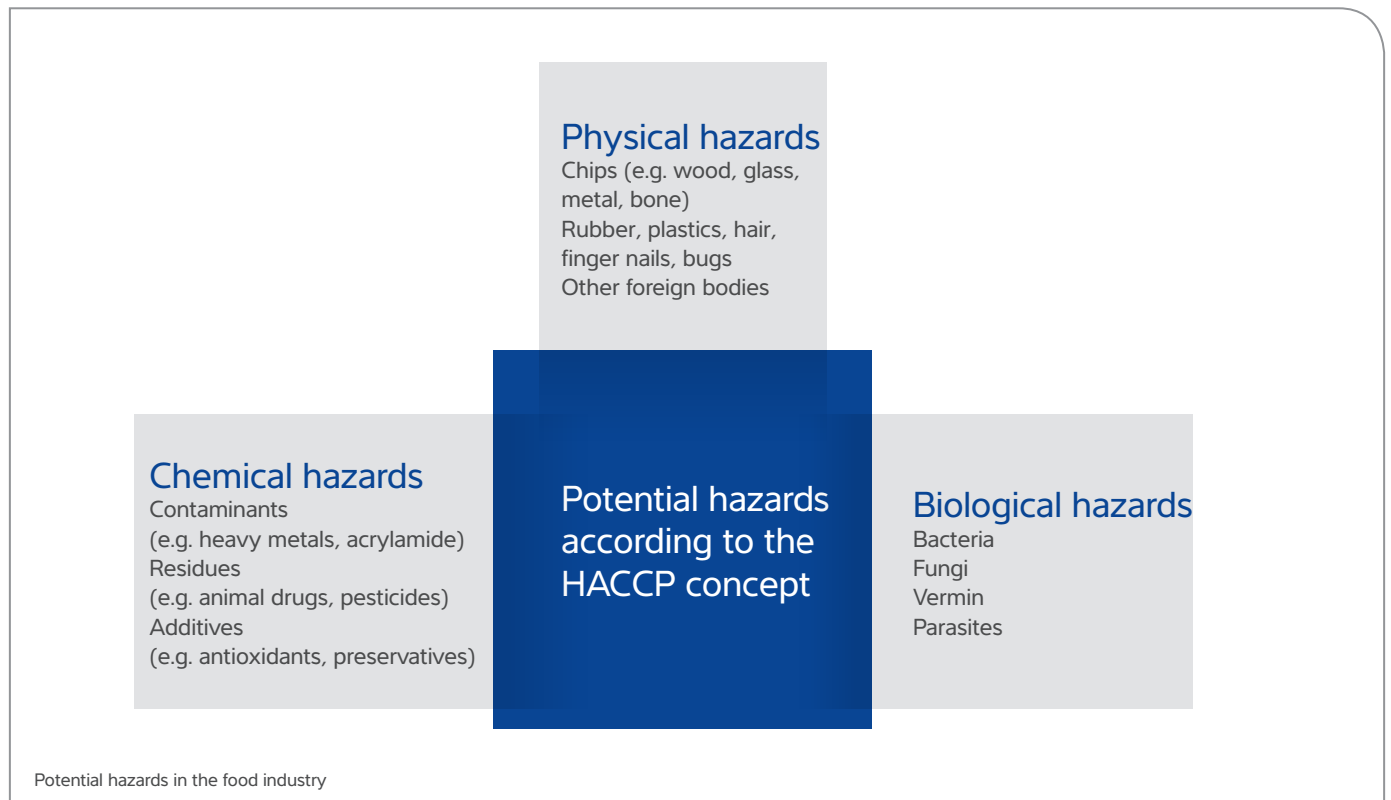 Physical hazards
Chips (e.g. wood, glass,
metal, bone)
Rubber, plastics, hair,
finger nails, bugs
Other foreign bodies
Chemical hazards
Contaminants
(e.g. heavy metals, acrylamide)
Residues
(e.g. animal drugs, pesticides)
Additives
(e.g. antioxidants, preservatives)
Potential hazards
according to the
HACCP concept
Biological hazards
Bacteria
Fungi
Vermin
Parasites
Potential hazards in the food industry